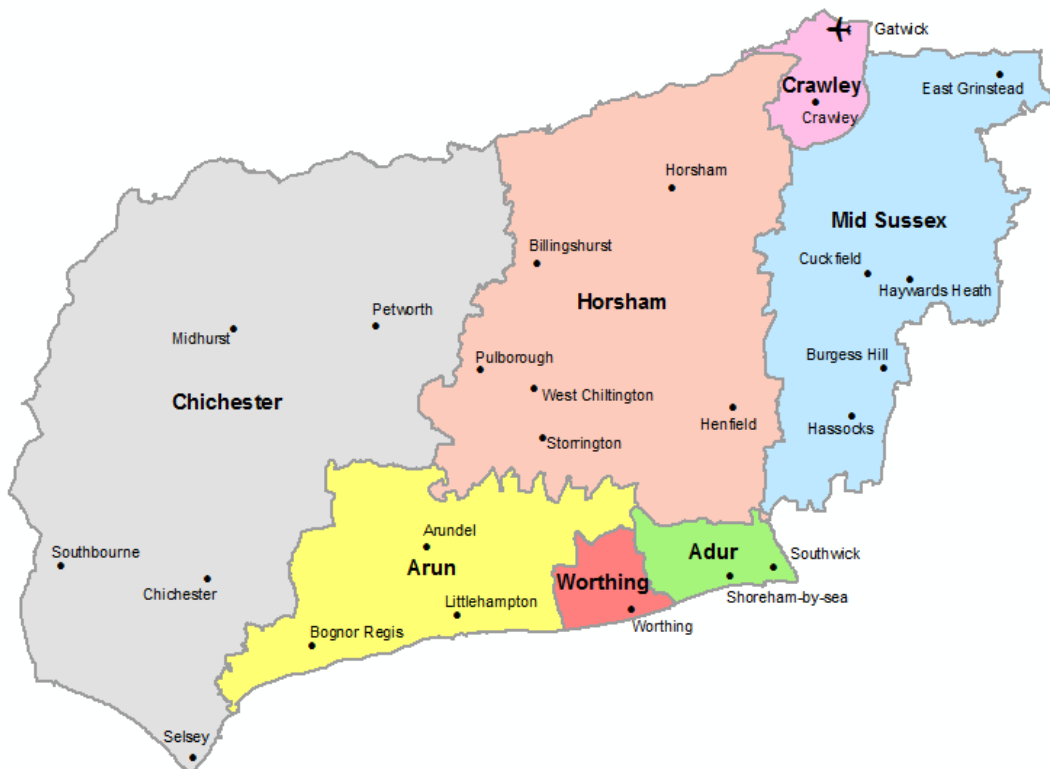 Gatwick
Crawley
East Grinstead
Crawley
Horsham
Mid Sussex
Billingshurst
Cuckfield
Haywards Heath
Horsham
Petworth
Midhurst
Pulborough
Burgess Hill
West Chiltington
Chichester
Henfield
Hassocks
Storrington
Arundel
Southbourne
Adur
Southwick
Arun
Worthing
Chichester
Shoreham-by-sea
Littlehampton
Worthing
Bognor Regis
Selsey